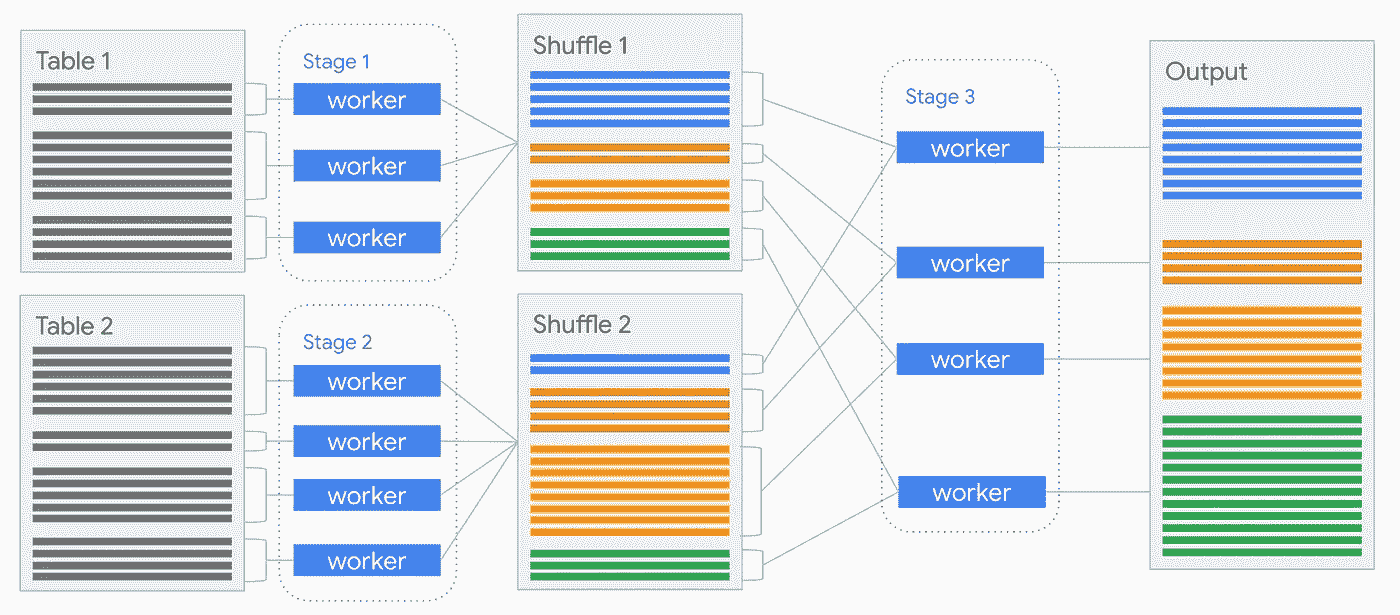 Table 1
Stage 1
worker
worker
worker
Table 2
Stage 2
worker
worker
worker
worker
Shuffle 1
Shuffle 2
Stage 3
worker
worker
worker
worker
Output